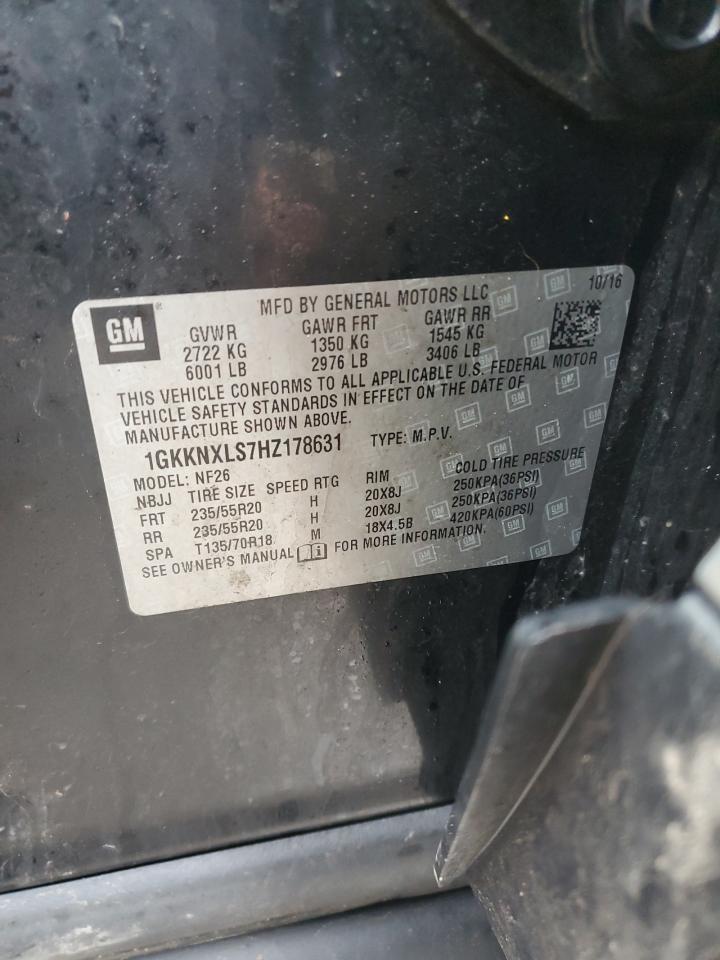 GM ® MFD BY GENERAL MOTORS LLC 10/16
GVWR GAWR FRT GAWR RR
2722 KG 1350 KG 1545 KG
6001 LB 2976 LB 3406 LB
THIS VEHICLE CONFORMS TO ALL APPLICABLE U.S. FEDERAL MOTOR
VEHICLE SAFETY STANDARDS IN EFFECT ON THE DATE OF
MANUFACTURE SHOWN ABOVE.
1GKKNXLS7HZ178631 TYPE: M.P.V.
MODEL: NF26
NBJJ TIRE SIZE SPEED RTG RIM COLD TIRE PRESSURE
FRT 235/55R20 H 20X8J 250KPA(36PSI)
RR 235/55R20 H 20X8J 250KPA(36PSI)
SPA T135/70R18 M 18X4.5B 420KPA(60PSI)
SEE OWNER'S MANUAL i FOR MORE INFORMATION.